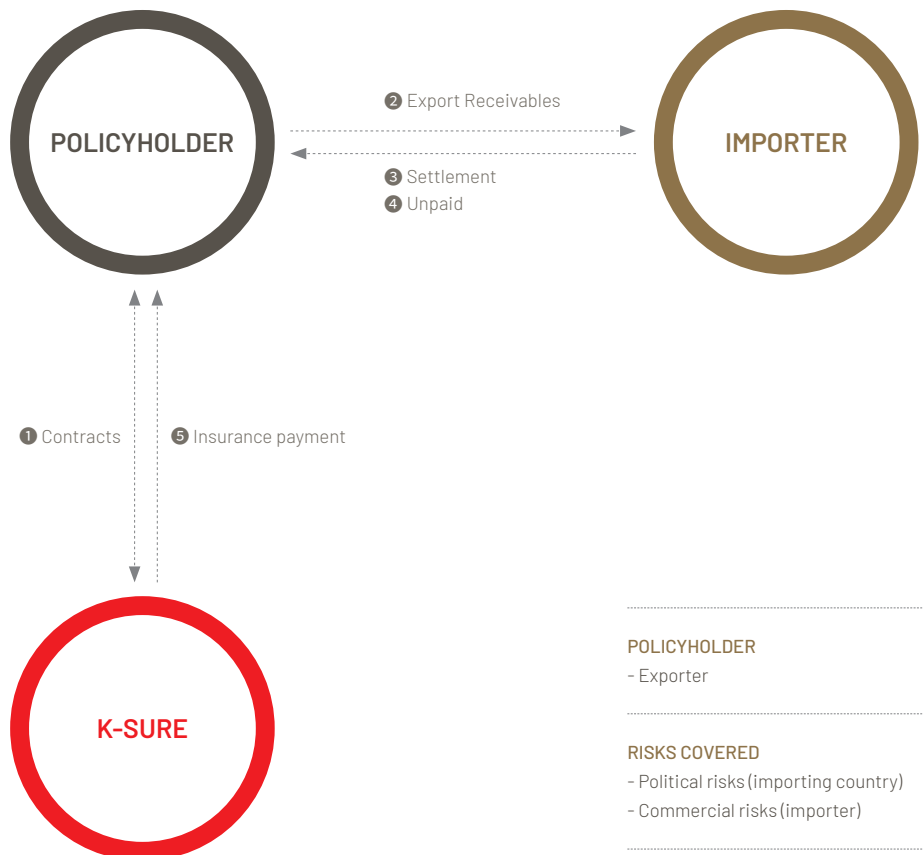 POLICYHOLDER
❷ Export Receivables
IMPORTER
❸ Settlement
❹ Unpaid
❶ Contracts
❺ Insurance payment
K-SURE
POLICYHOLDER
- Exporter
RISKS COVERED
- Political risks (importing country)
- Commercial risks (importer)